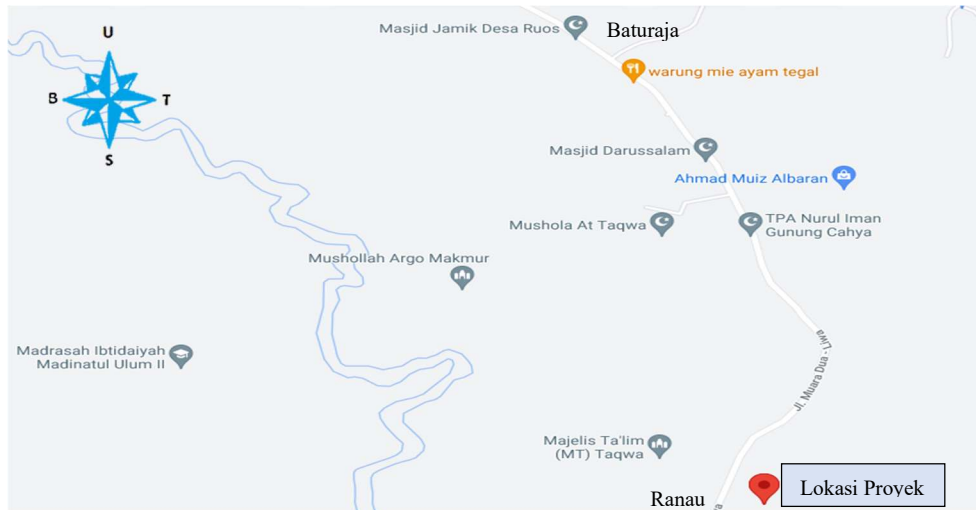 Masjid Jamik Desa Ruos
Baturaja
U
warung mie ayam tegal
B
T
S
Masjid Darussalam
Ahmad Muiz Albaran
Mushola At Taqwa
TPA Nurul Iman
Gunung Cahya
Mushollah Argo Makmur
Jl. Muara Dua - Liwa
Madrasah Ibtidaiyah
Madinatul Ulum II
Majelis Ta'lim
(MT) Taqwa
Ranau
Lokasi Proyek